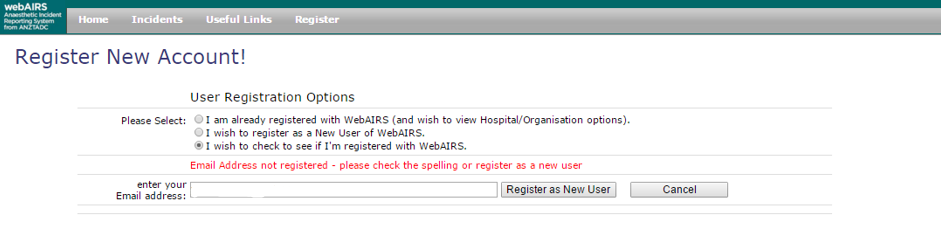 webAIRS
Anaesthetic Incident
Reporting System
from ANZTADC
Home Incidents Useful Links Register
Register New Account!
User Registration Options
Please Select:
I am already registered with WebAIRS (and wish to view Hospital/Organisation options).
I wish to register as a New User of WebAIRS.
I wish to check to see if I'm registered with WebAIRS.
Email Address not registered - please check the spelling or register as a new user
enter your
Email address:
Register as New User Cancel